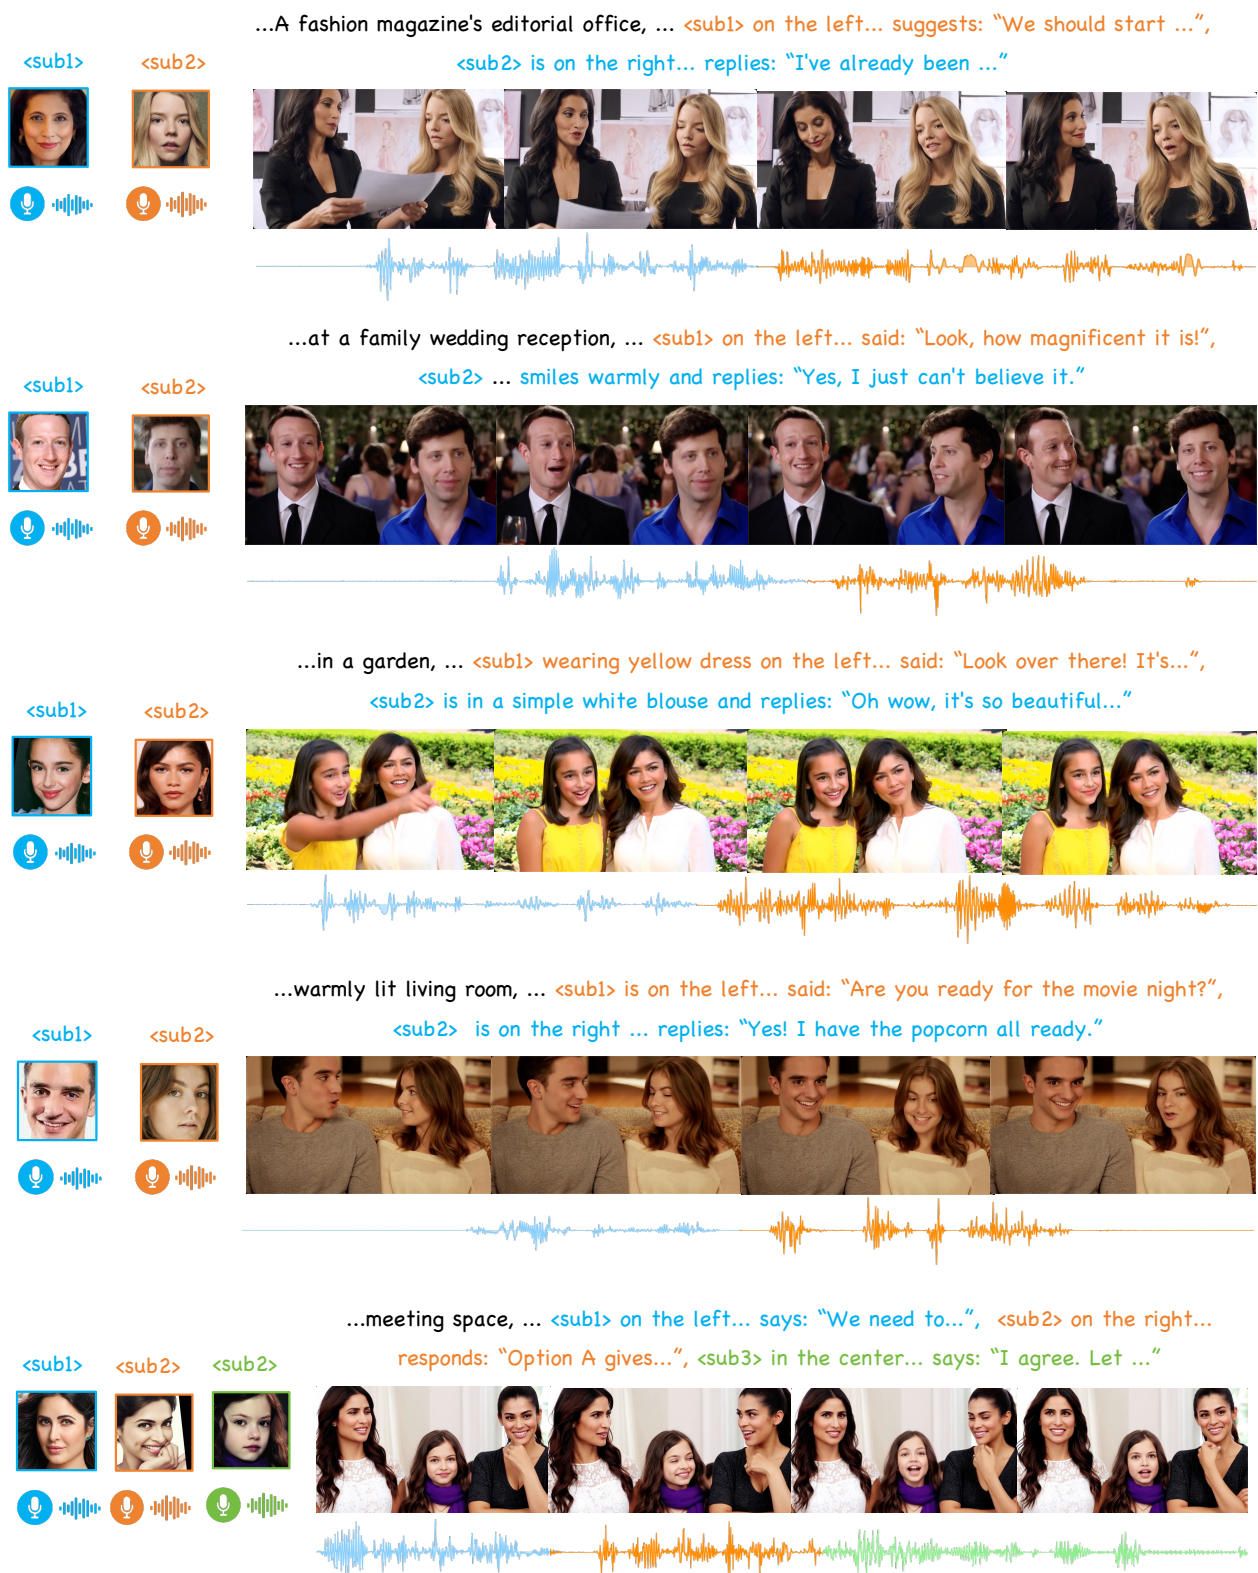 ...A fashion magazine's editorial office, ... <sub1> on the left... suggests: “We should start ...”,
<sub2> is on the right... replies: “I've already been ...”
<sub1>
<sub2>
...at a family wedding reception, ... <sub1> on the left... said: “Look, how magnificent it is!”,
<sub2> ... smiles warmly and replies: “Yes, I just can't believe it.”
<sub1>
<sub2>
...in a garden, ... <sub1> wearing yellow dress on the left... said: “Look over there! It's...”,
<sub2> is in a simple white blouse and replies: “Oh wow, it's so beautiful...”
<sub1>
<sub2>
...warmly lit living room, ... <sub1> is on the left... said: “Are you ready for the movie night?”,
<sub2> is on the right ... replies: “Yes! I have the popcorn all ready.”
<sub1>
<sub2>
...meeting space, ... <sub1> on the left... says: “We need to...”, <sub2> on the right...
responds: “Option A gives...”, <sub3> in the center... says: “I agree. Let ...”
<sub1>
<sub2>
<sub2>